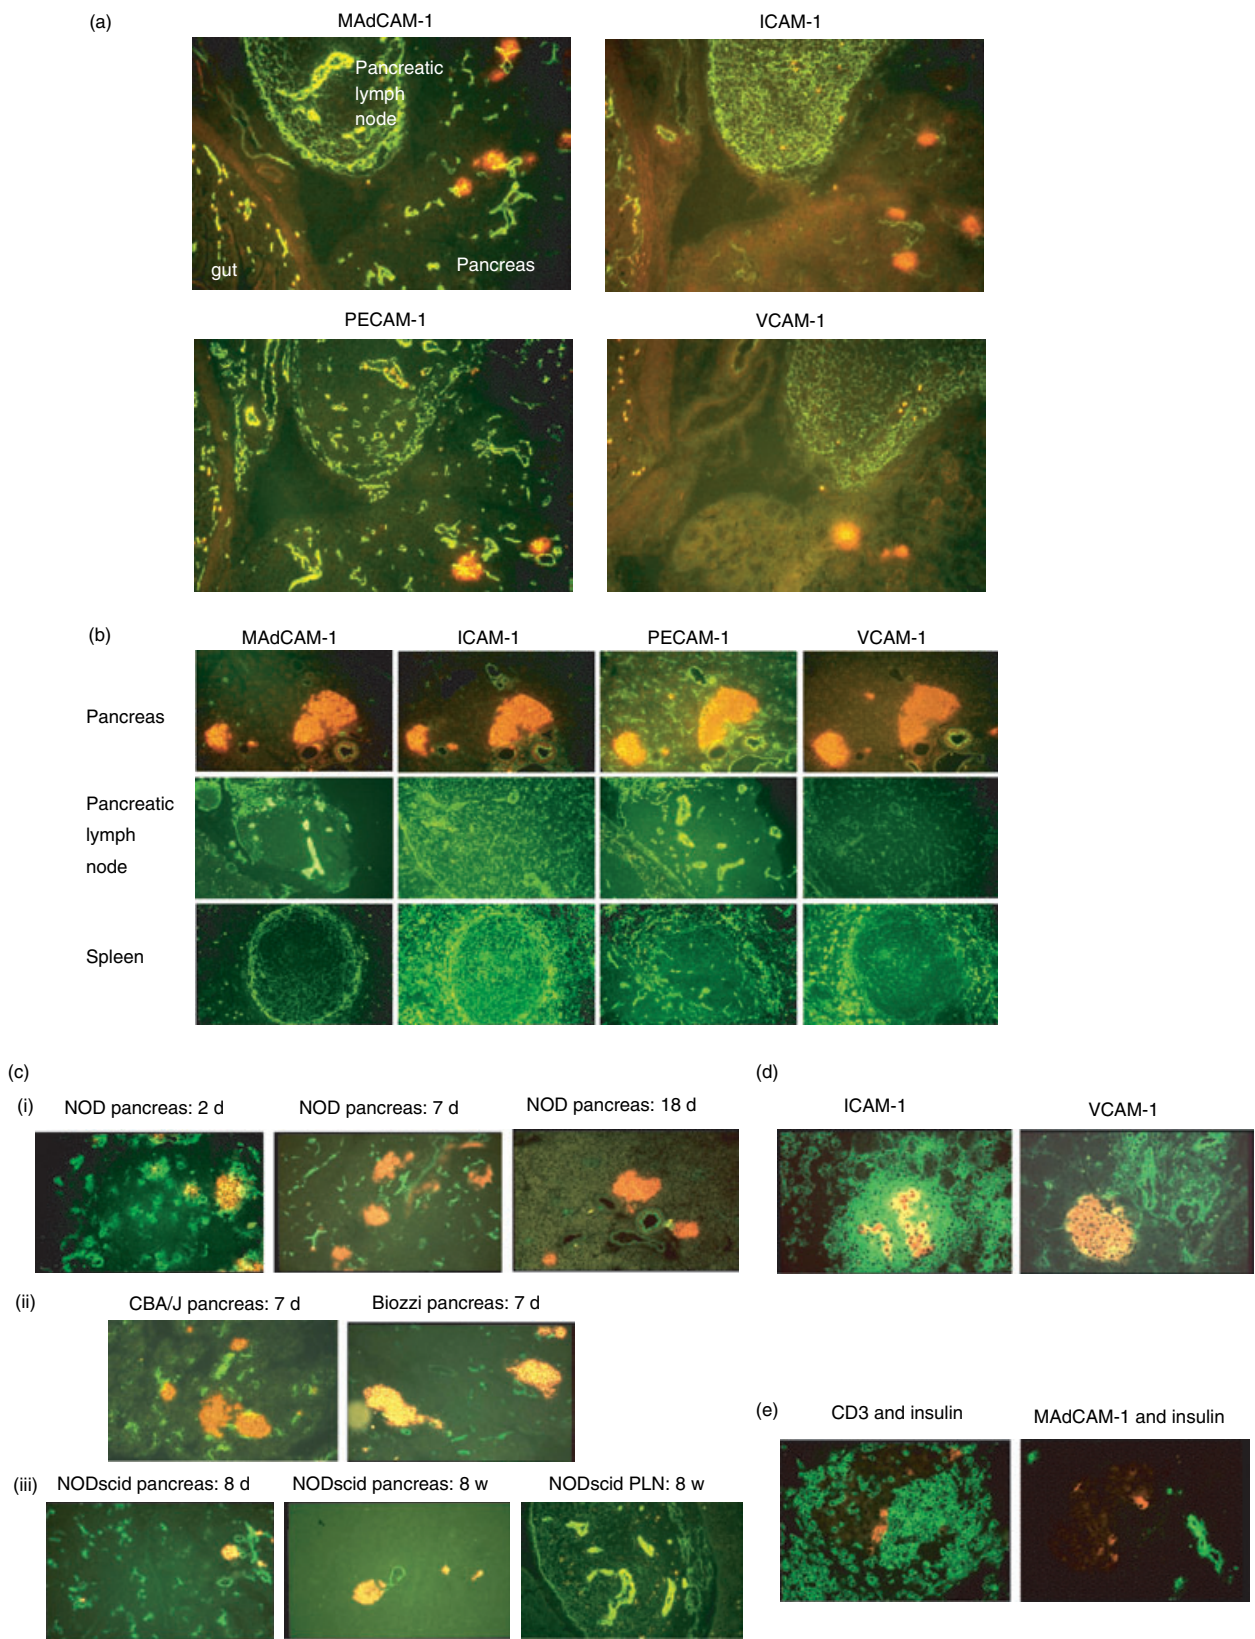 (a)
MAdCAM-1
ICAM-1
Pancreatic
lymph
node
gut
Pancreas
PECAM-1
VCAM-1
(b)
MAdCAM-1
ICAM-1
PECAM-1
VCAM-1
Pancreas
Pancreatic
lymph
node
Spleen
(c)
(i)
NOD pancreas: 2 d
NOD pancreas: 7 d
NOD pancreas: 18 d
(ii)
CBA/J pancreas: 7 d
Biozzi pancreas: 7 d
(iii)
NODscid pancreas: 8 d
NODscid pancreas: 8 w
NODscid PLN: 8 w
(d)
ICAM-1
VCAM-1
(e)
CD3 and insulin
MAdCAM-1 and insulin